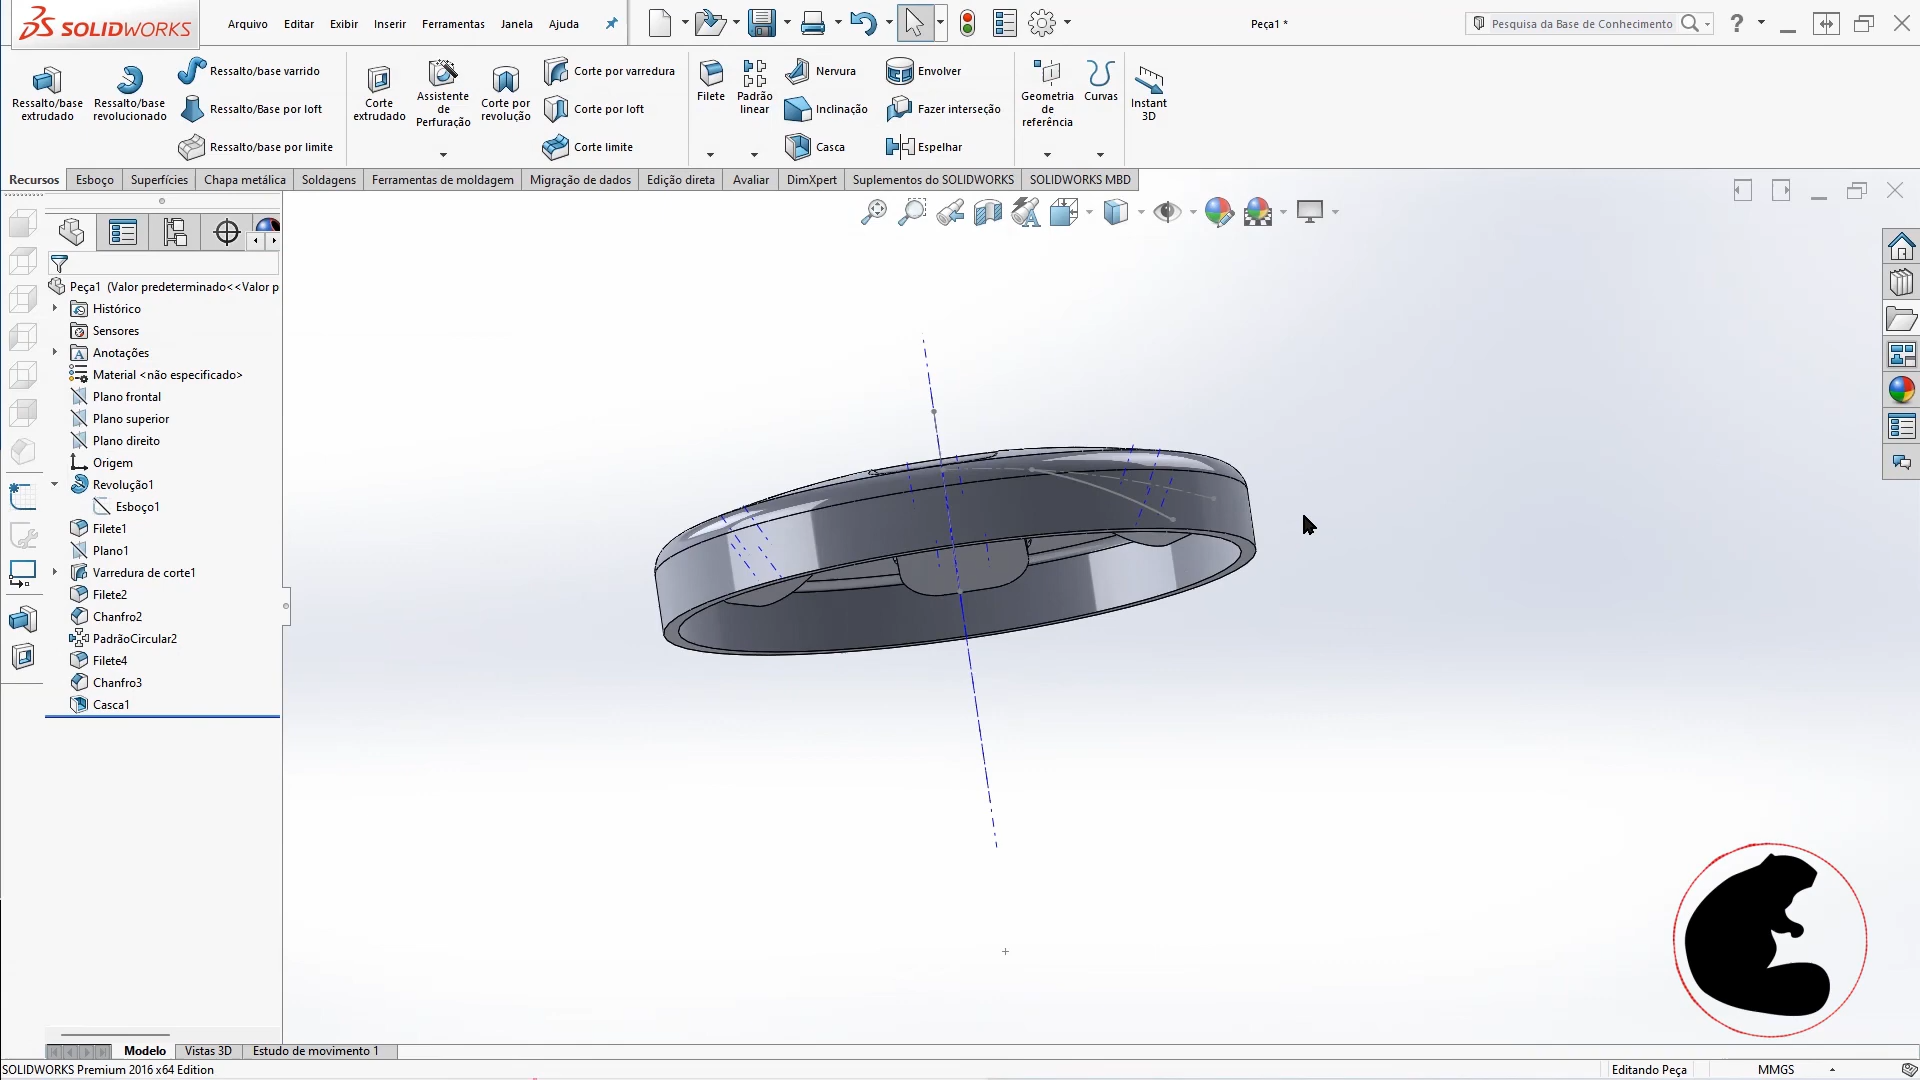 SOLIDWORKS
Arquivo Editar Exibir Inserir Ferramentas Janela Ajuda
Peça1 *
Pesquisa da Base de Conhecimento
?
Ressalto/base extrudado
Ressalto/base revolucionado
Ressalto/base varrido
Ressalto/Base por loft
Ressalto/base por limite
Corte extrudado
Assistente de Perfuração
Corte por revolução
Corte por varredura
Corte por loft
Corte limite
Filete
Padrão linear
Nervura
Inclinação
Casca
Envolver
Fazer interseção
Espelhar
Geometria de referência
Curvas
Instant 3D
Recursos Esboço Superfícies Chapa metálica Soldagens Ferramentas de moldagem Migração de dados Edição direta Avaliar DimXpert Suplementos do SOLIDWORKS SOLIDWORKS MBD
Peça1 (Valor predeterminado<<Valor p
Histórico
Sensores
Anotações
Material <não especificado>
Plano frontal
Plano superior
Plano direito
Origem
Revolução1
Esboço1
Filete1
Plano1
Varredura de corte1
Filete2
Chanfro2
PadrãoCircular2
Filete4
Chanfro3
Casca1
Modelo Vistas 3D Estudo de movimento 1
SOLIDWORKS Premium 2016 x64 Edition
Editando Peça
MMGS